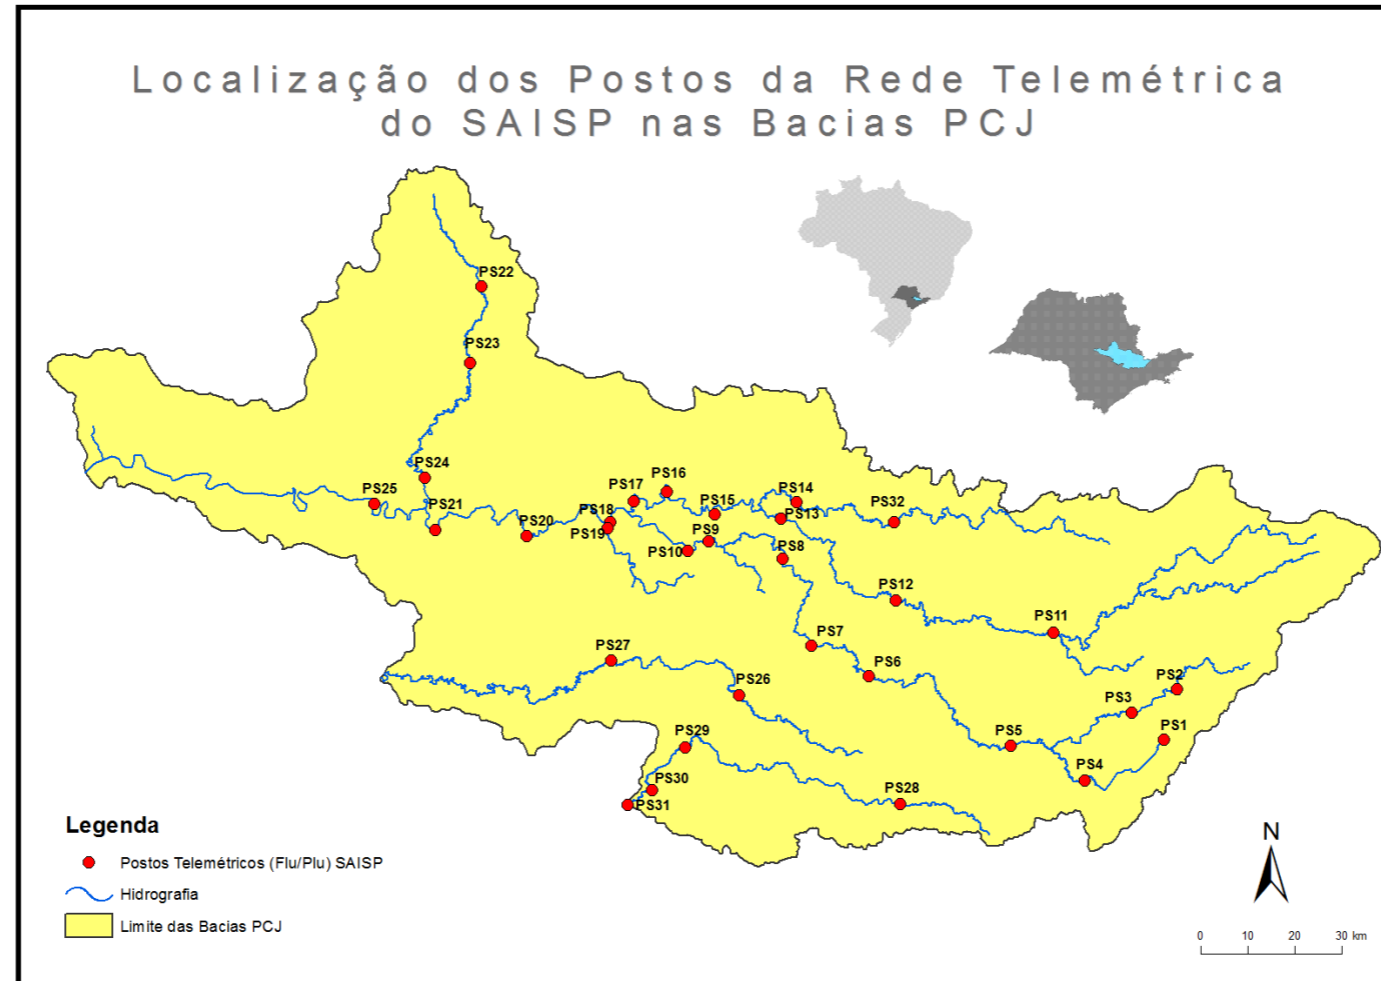 Localização dos Postos da Rede Telemétrica
do SAISP nas Bacias PCJ
PS22
PS23
PS24
PS25
PS21
PS20
PS17
PS16
PS18
PS19
PS15
PS14
PS13
PS32
PS9
PS10
PS8
PS12
PS11
PS7
PS6
PS27
PS26
PS2
PS3
PS1
PS5
PS4
PS29
PS30
PS31
PS28
Legenda
Postos Telemétricos (Flu/Plu) SAISP
Hidrografia
Limite das Bacias PCJ
N
0 10 20 30 km